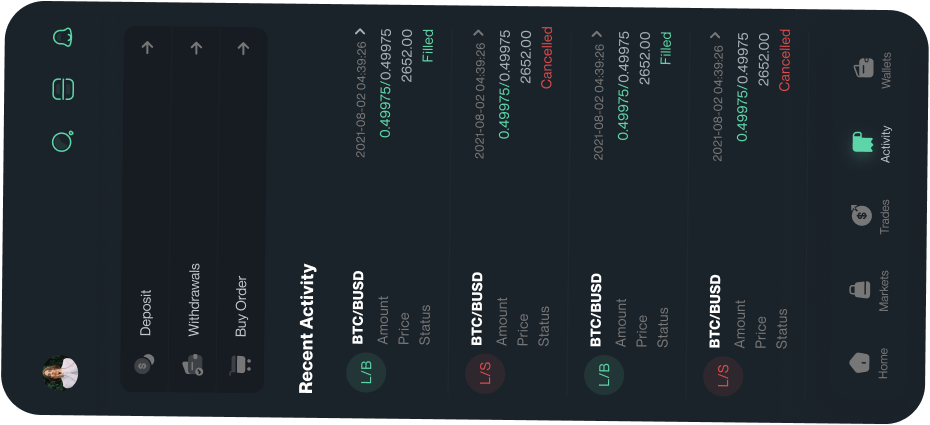 Deposit
Withdrawals
Buy Order
Recent Activity
L/B
BTC/BUSD
2021-08-02 04:39:26
Amount
0.49975/0.49975
Price
2652.00
Status
Filled
L/S
BTC/BUSD
2021-08-02 04:39:26
Amount
0.49975/0.49975
Price
2652.00
Status
Cancelled
L/B
BTC/BUSD
2021-08-02 04:39:26
Amount
0.49975/0.49975
Price
2652.00
Status
Filled
L/S
BTC/BUSD
2021-08-02 04:39:26
Amount
0.49975/0.49975
Price
2652.00
Status
Cancelled
Home
Markets
Trades
Activity
Wallets